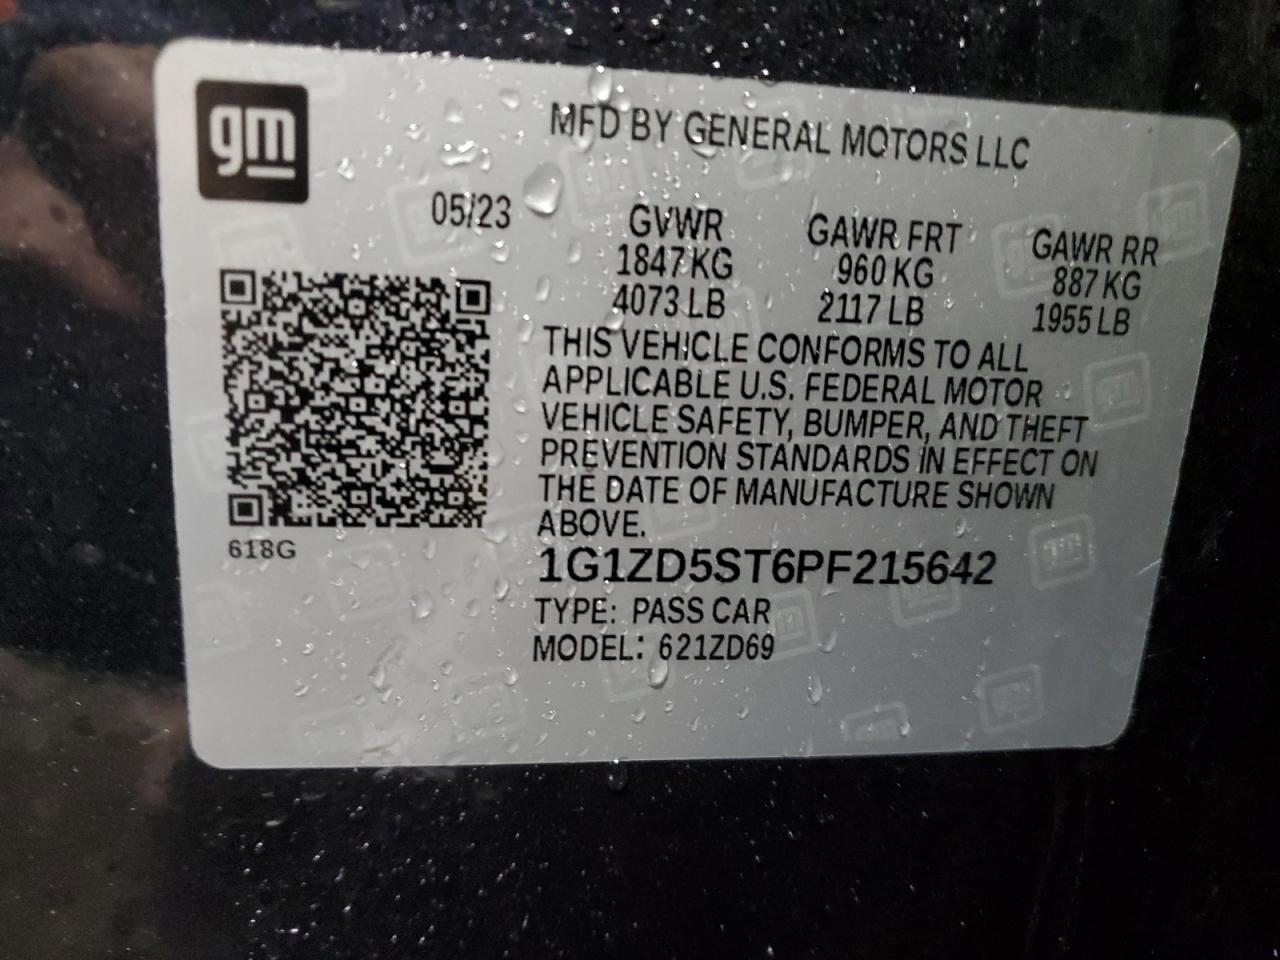 gm
MFD BY GENERAL MOTORS LLC
05/23
GVWR GAWR FRT GAWR RR
1847 KG 960 KG 887 KG
4073 LB 2117 LB 1955 LB
THIS VEHICLE CONFORMS TO ALL
APPLICABLE U.S. FEDERAL MOTOR
VEHICLE SAFETY, BUMPER, AND THEFT
PREVENTION STANDARDS IN EFFECT ON
THE DATE OF MANUFACTURE SHOWN
ABOVE.
618G
1G1ZD5ST6PF215642
TYPE: PASS CAR
MODEL: 621ZD69